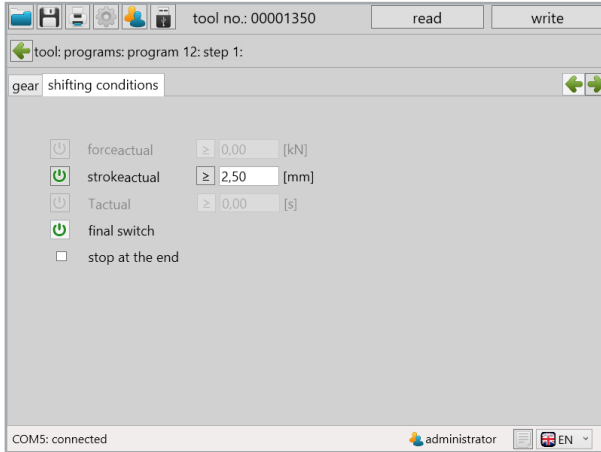 tool no.: 00001350 read write
tool: programs: program 12: step 1:
gear shifting conditions
forceactual ≥ 0,00 [kN]
strokeactual ≥ 2,50 [mm]
Tactual ≥ 0,00 [s]
final switch
stop at the end
COM5: connected administrator EN